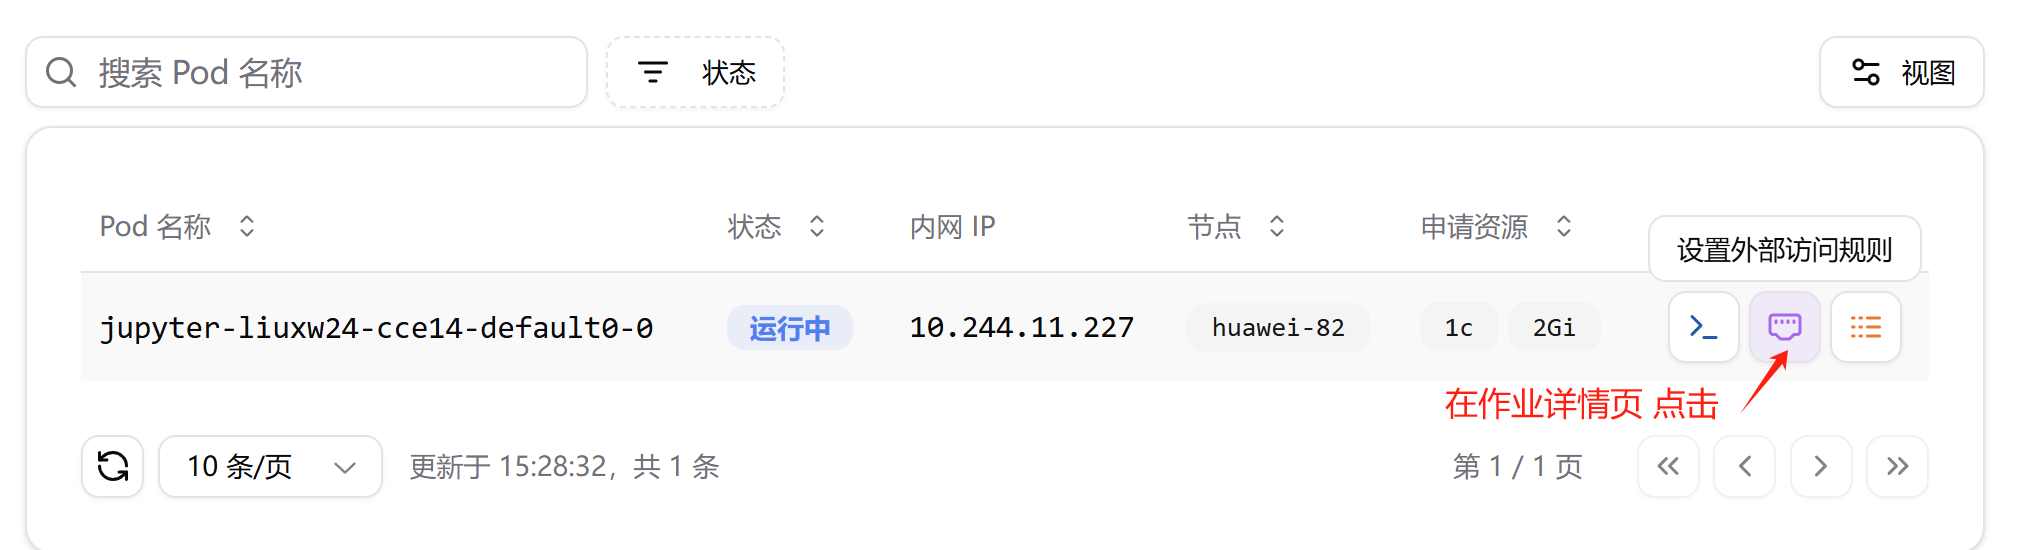 搜索 Pod 名称
状态
视图
Pod 名称 状态 内网 IP 节点 申请资源
设置外部访问规则
jupyter-liuxw24-cce14-default0-0 运行中 10.244.11.227 huawei-82 1c 2Gi
在作业详情页 点击
10 条/页 更新于 15:28:32，共 1 条 第 1 / 1 页